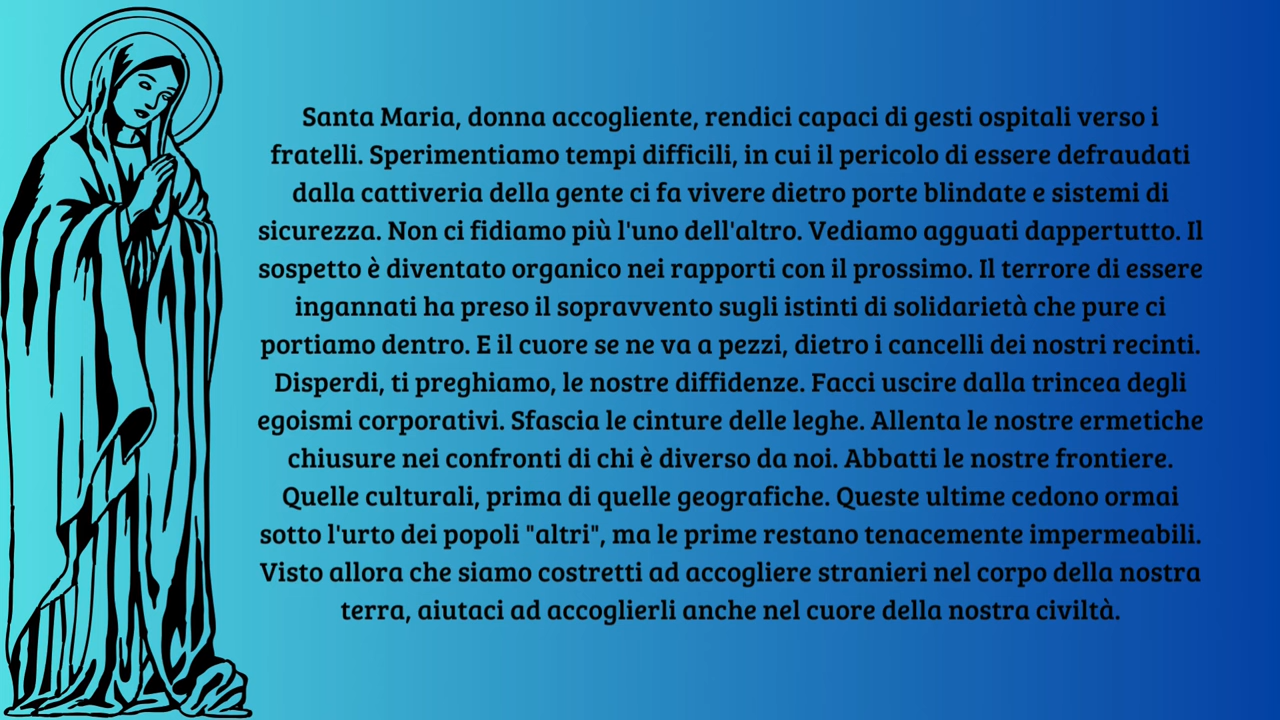 Santa Maria, donna accogliente, rendici capaci di gesti ospitali verso i
fratelli. Sperimentiamo tempi difficili, in cui il pericolo di essere defraudati
dalla cattiveria della gente ci fa vivere dietro porte blindate e sistemi di
sicurezza. Non ci fidiamo più l'uno dell'altro. Vediamo agguati dappertutto. Il
sospetto è diventato organico nei rapporti con il prossimo. Il terrore di essere
ingannati ha preso il sopravvento sugli istinti di solidarietà che pure ci
portiamo dentro. E il cuore se ne va a pezzi, dietro i cancelli dei nostri recinti.
Disperdi, ti preghiamo, le nostre diffidenze. Facci uscire dalla trincea degli
egoismi corporativi. Sfascia le cinture delle leghe. Allenta le nostre ermetiche
chiusure nei confronti di chi è diverso da noi. Abbatti le nostre frontiere.
Quelle culturali, prima di quelle geografiche. Queste ultime cedono ormai
sotto l'urto dei popoli "altri", ma le prime restano tenacemente impermeabili.
Visto allora che siamo costretti ad accogliere stranieri nel corpo della nostra
terra, aiutaci ad accoglierli anche nel cuore della nostra civiltà.